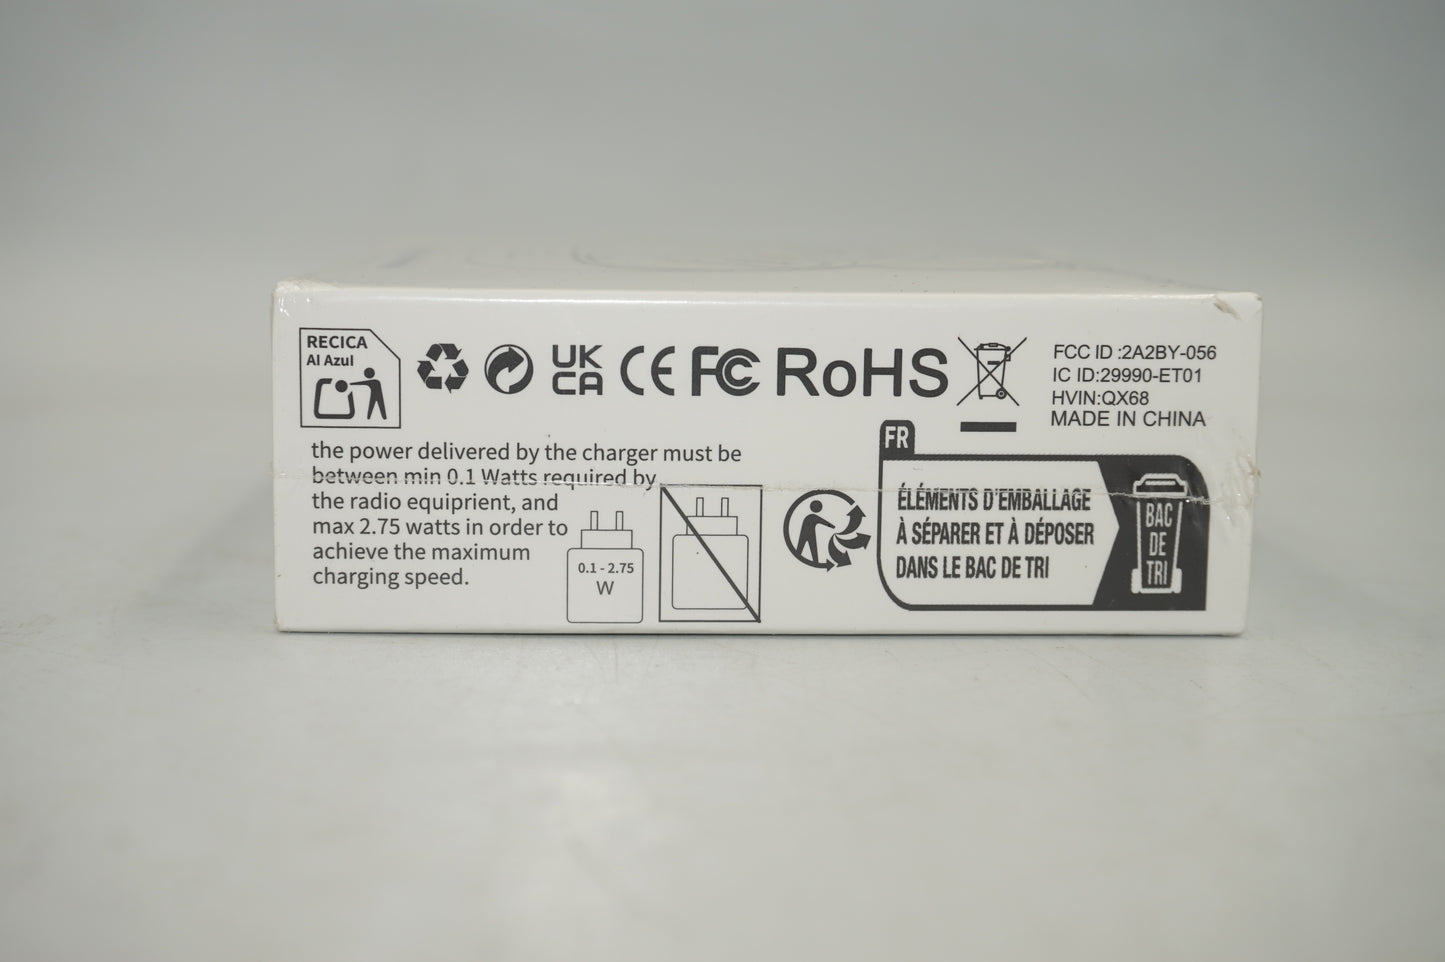 RECICA
Al Azul
UK
CA
CE
FC
RoHS
FCC ID :2A2BY-056
IC ID:29990-ET01
HVIN:QX68
MADE IN CHINA
the power delivered by the charger must be
between min 0.1 Watts required by
the radio equiprient, and
max 2.75 watts in order to
achieve the maximum
charging speed.
0.1 - 2.75
W
FR
ÉLÉMENTS D'EMBALLAGE
À SÉPARER ET À DÉPOSER
DANS LE BAC DE TRI
BAC
DE
TRI